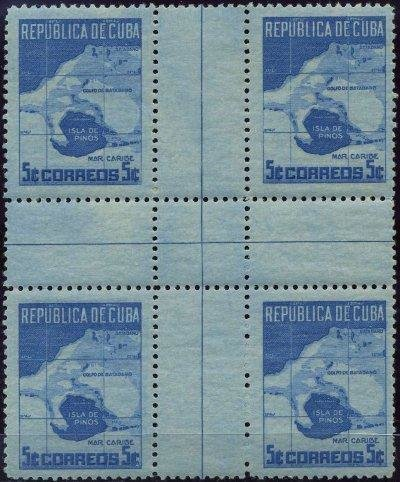 REPUBLICA DE CUBA
GOLFO DE BATABANO
ISLA DE
PINOS
MAR CARIBE
5¢ CORREOS 5¢
REPUBLICA DE CUBA
GOLFO DE BATABANO
ISLA DE
PINOS
MAR CARIBE
5¢ CORREOS 5¢
REPUBLICA DE CUBA
GOLFO DE BATABANO
ISLA DE
PINOS
MAR CARIBE
5¢ CORREOS 5¢
REPUBLICA DE CUBA
GOLFO DE BATABANO
ISLA DE
PINOS
MAR CARIBE
5¢ CORREOS 5¢